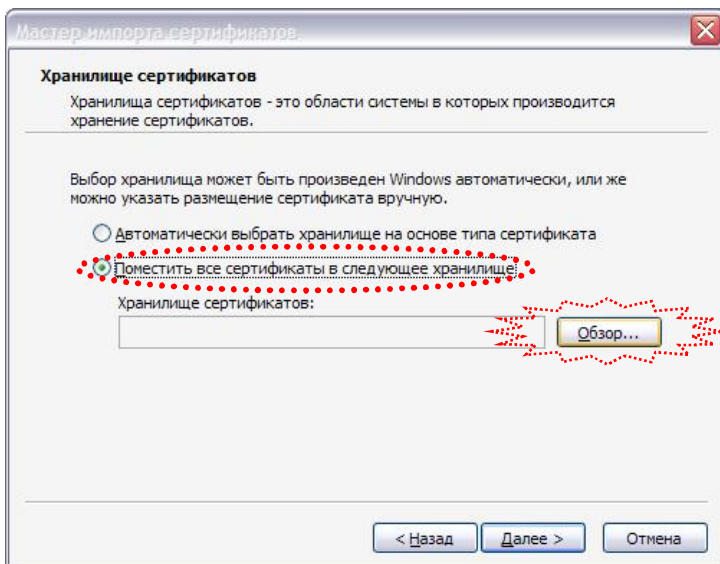 Мастер импорта сертификатов
Хранилище сертификатов
Хранилища сертификатов - это области системы в которых производится
хранение сертификатов.
Выбор хранилища может быть произведен Windows автоматически, или же
можно указать размещение сертификата вручную.
Автоматически выбрать хранилище на основе типа сертификата
Поместить все сертификаты в следующее хранилище
Хранилище сертификатов:
Обзор...
< Назад
Далее >
Отмена